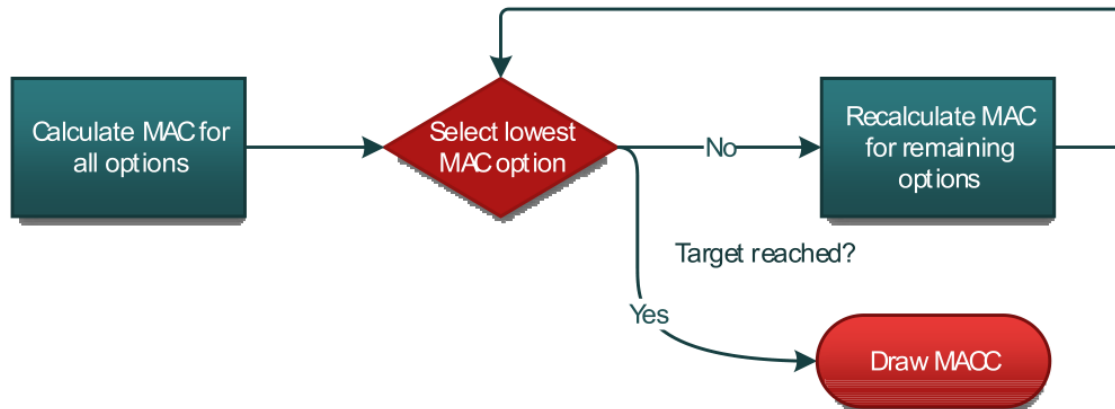 Calculate MAC for
all options
Select lowest
MAC option
No
Recalculate MAC
for remaining
options
Target reached?
Yes
Draw MACC